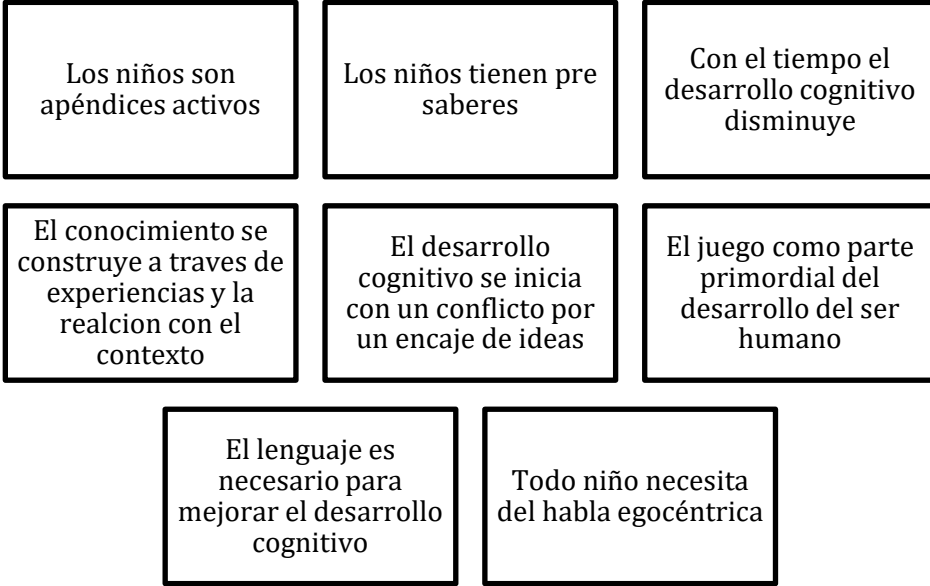 Los niños son
apéndices activos
Los niños tienen pre
saberes
Con el tiempo el
desarrollo cognitivo
disminuye
El conocimiento se
construye a traves de
experiencias y la
realcion con el
contexto
El desarrollo
cognitivo se inicia
con un conflicto por
un encaje de ideas
El juego como parte
primordial del
desarrollo del ser
humano
El lenguaje es
necesario para
mejorar el desarrollo
cognitivo
Todo niño necesita
del habla egocéntrica